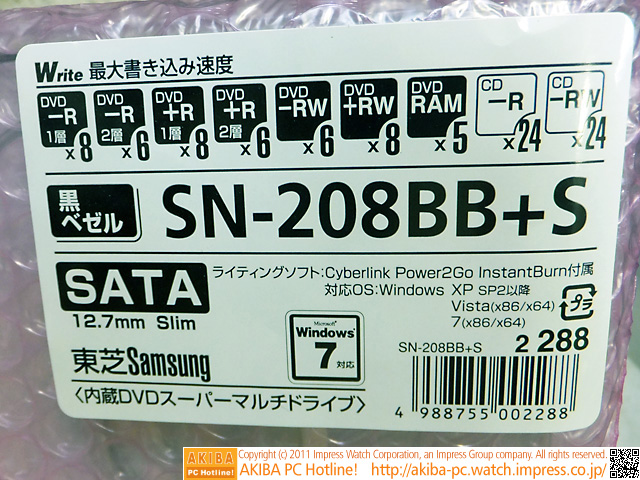 Write 最大書き込み速度
DVD −R 1層 ×8
DVD −R 2層 ×6
DVD +R 1層 ×8
DVD +R 2層 ×6
DVD −RW ×6
DVD +RW ×8
DVD RAM ×5
CD −R ×24
CD −RW ×24
黒ベゼル SN-208BB+S
SATA
12.7mm Slim
ライティングソフト:Cyberlink Power2Go InstantBurn付属
対応OS:Windows XP SP2以降
Vista(x86/x64)
7(x86/x64)
プラ
東芝Samsung
Microsoft
Windows
7 対応
SN-208BB+S 2 288
〈内蔵DVDスーパーマルチドライブ〉
4 988755 002288
AKIBA PC Hotline!
Copyright (c) 2011 Impress Watch Corporation, an Impress Group company. All rights reserved.
AKIBA PC Hotline! http://akiba-pc.watch.impress.co.jp/